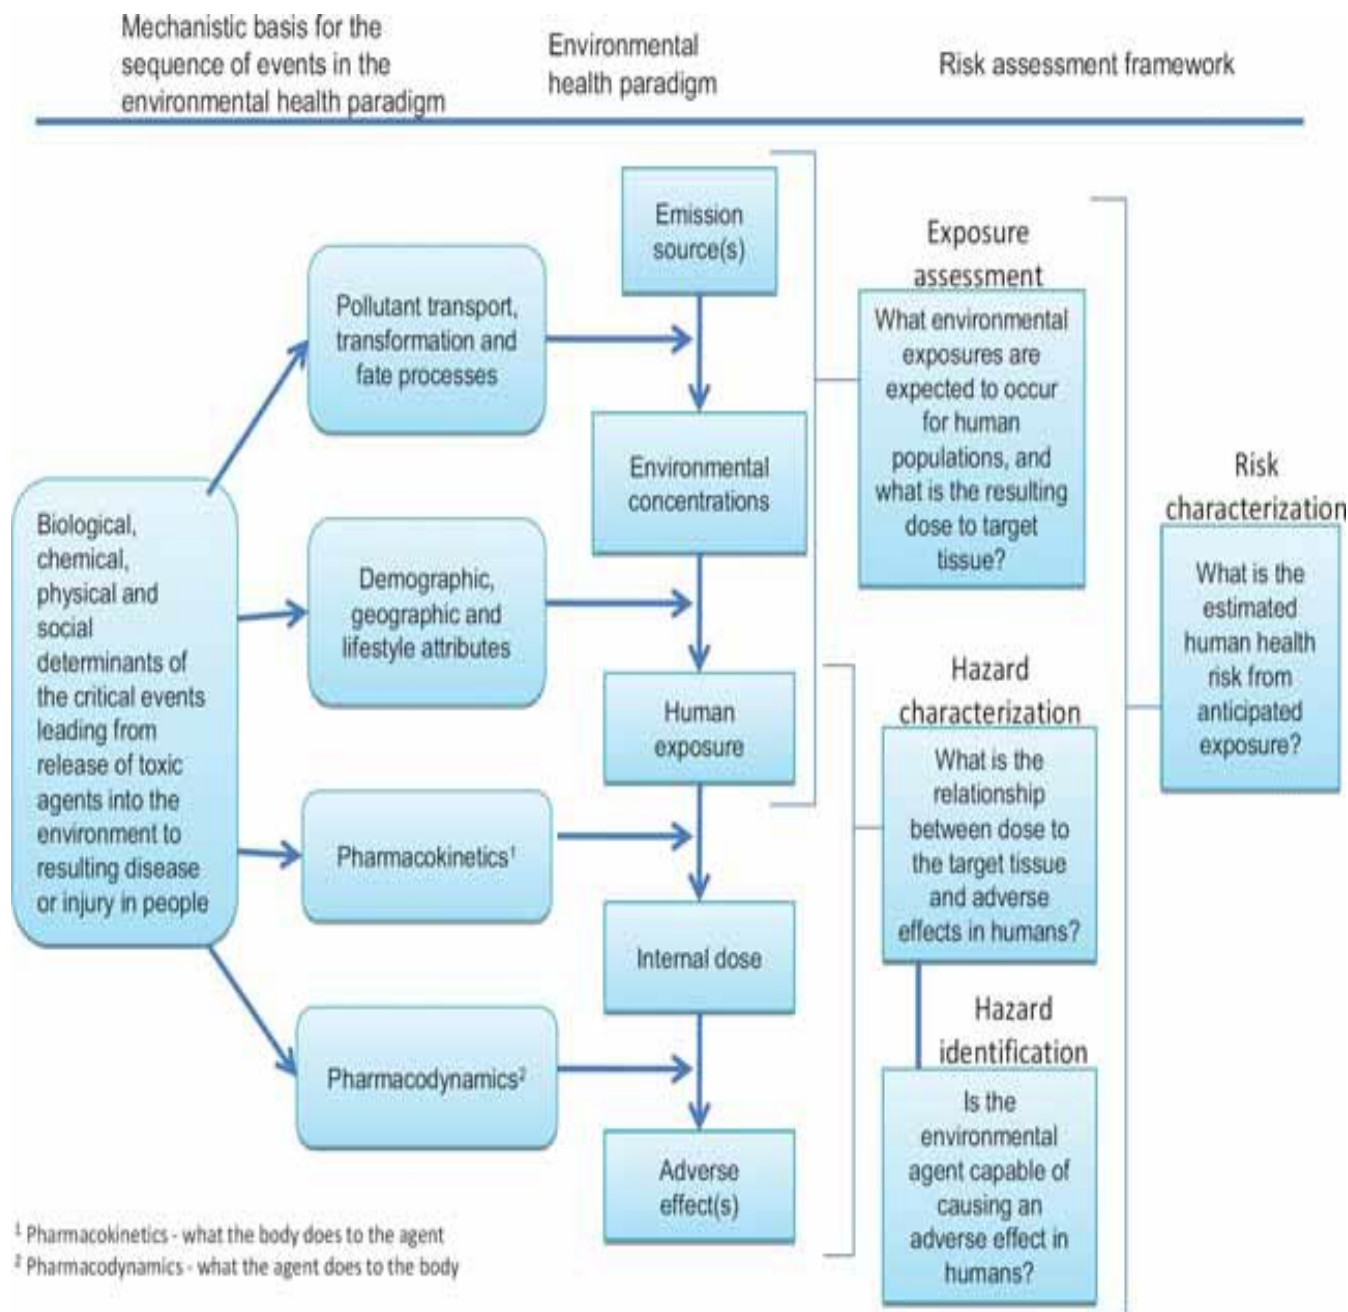 Mechanistic basis for the
sequence of events in the
environmental health paradigm
Environmental
health paradigm
Risk assessment framework
Biological,
chemical,
physical and
social
determinants of
the critical events
leading from
release of toxic
agents into the
environment to
resulting disease
or injury in people
Pollutant transport,
transformation and
fate processes
Demographic,
geographic and
lifestyle attributes
Pharmacokinetics¹
Pharmacodynamics²
Emission
source(s)
Environmental
concentrations
Human
exposure
Internal dose
Adverse
effect(s)
Exposure
assessment
What environmental
exposures are
expected to occur
for human
populations, and
what is the resulting
dose to target
tissue?
Hazard
characterization
What is the
relationship
between dose to
the target tissue
and adverse
effects in humans?
Hazard
identification
Is the
environmental
agent capable of
causing an
adverse effect in
humans?
Risk
characterization
What is the
estimated
human health
risk from
anticipated
exposure?
¹ Pharmacokinetics - what the body does to the agent
² Pharmacodynamics - what the agent does to the body